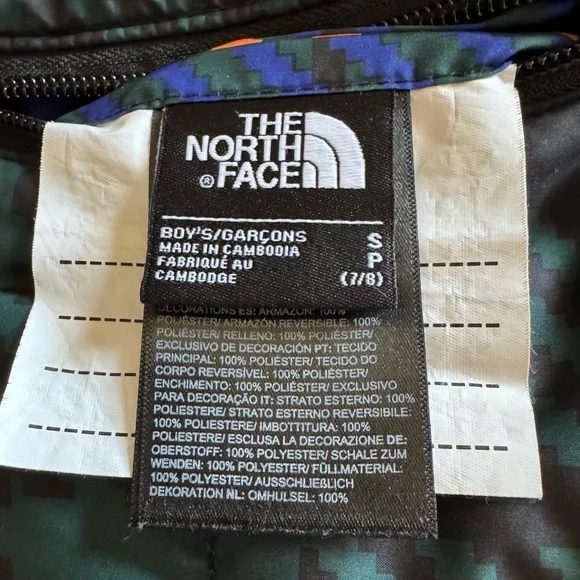 THE
NORTH
® FACE
BOY'S/GARÇONS S
MADE IN CAMBODIA P
FABRIQUÉ AU
CAMBODGE (7/8)
DECORATIONS ES: ARMAZON: 100%
POLIÉSTER/ ARMAZÓN REVERSIBLE: 100%
POLIÉSTER/ RELLENO: 100% POLIÉSTER/
EXCLUSIVO DE DECORACIÓN PT: TECIDO
PRINCIPAL: 100% POLIÉSTER/ TECIDO DO
CORPO REVERSÍVEL: 100% POLIÉSTER/
ENCHIMENTO: 100% POLIÉSTER/ EXCLUSIVO
PARA DECORAÇÃO IT: STRATO ESTERNO: 100%
POLIESTERE/ STRATO ESTERNO REVERSIBILE:
100% POLIESTERE/ IMBOTTITURA: 100%
POLIESTERE/ ESCLUSA LA DECORAZIONE DE:
OBERSTOFF: 100% POLYESTER/ SCHALE ZUM
WENDEN: 100% POLYESTER/ FÜLLMATERIAL:
100% POLYESTER/ AUSSCHLIEẞLICH
DEKORATION NL: OMHULSEL: 100%